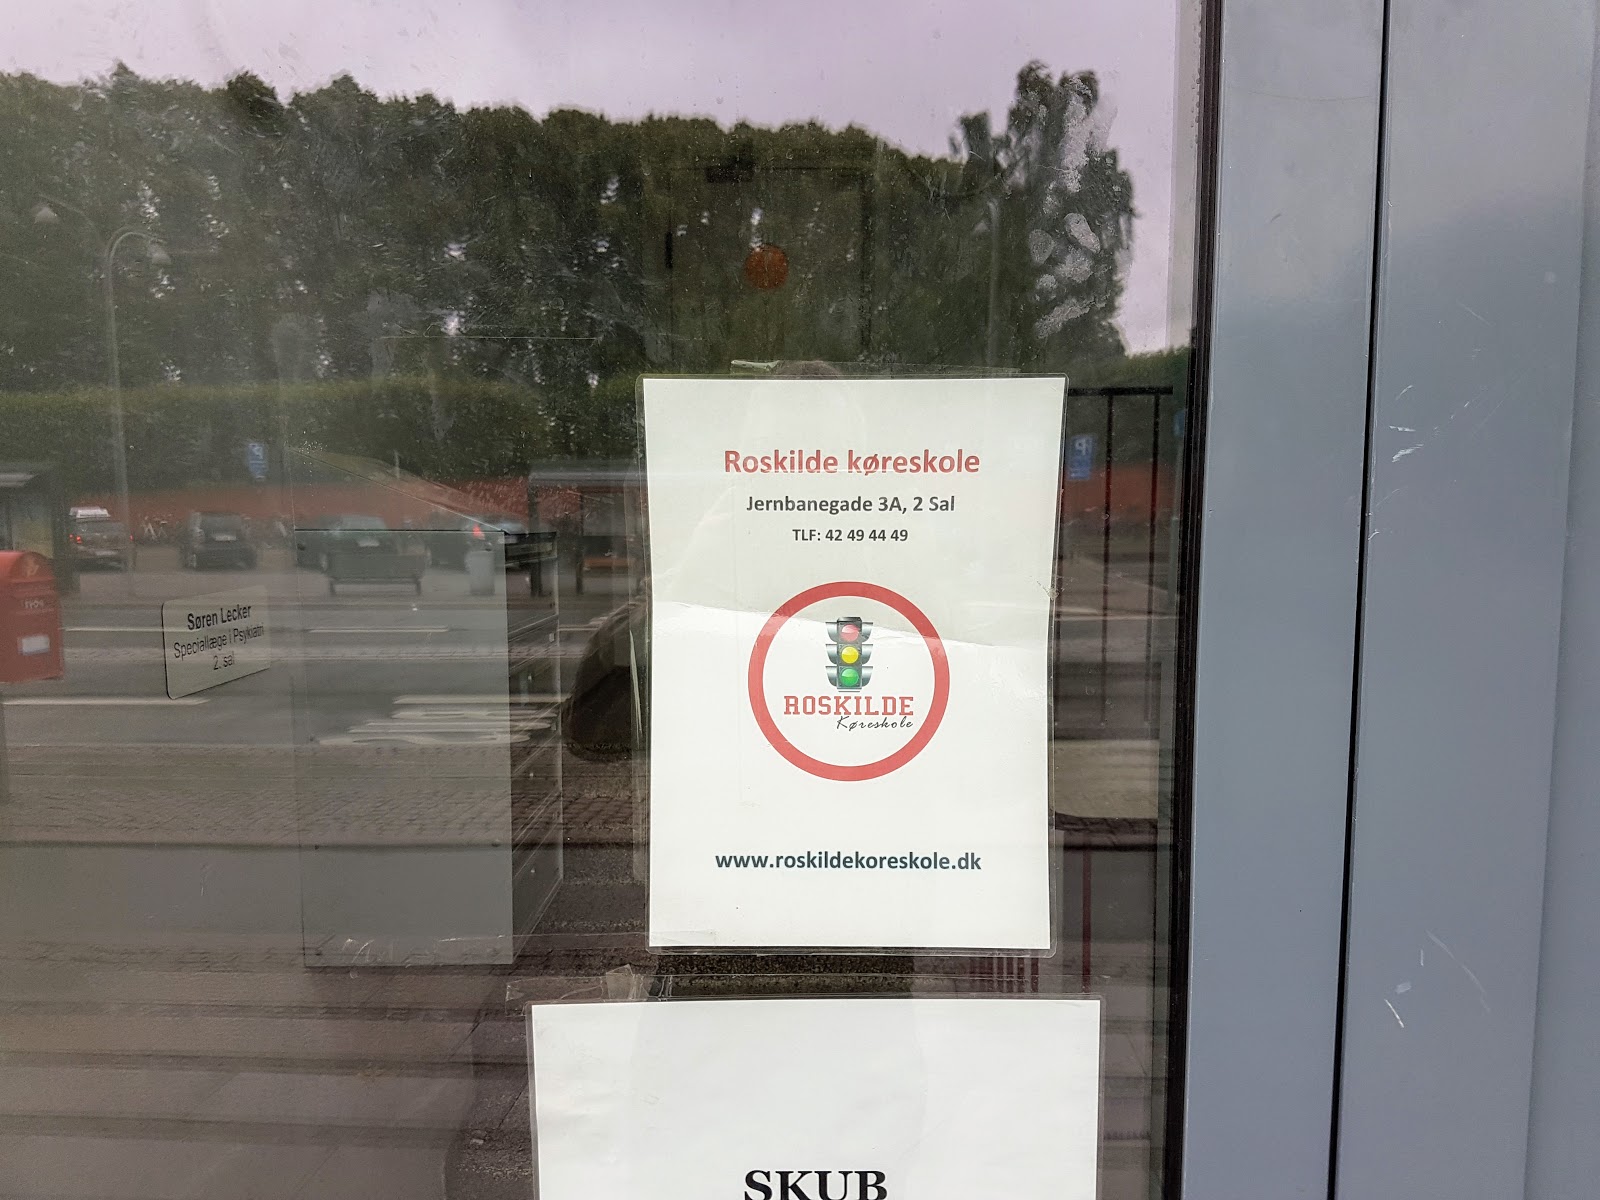 Roskilde køreskole
Jernbanegade 3A, 2 Sal
TLF: 42 49 44 49
ROSKILDE
Køreskole
www.roskildekoreskole.dk
Søren Lecker
Speciallæge I Psykiatri
2. sal
SKUB